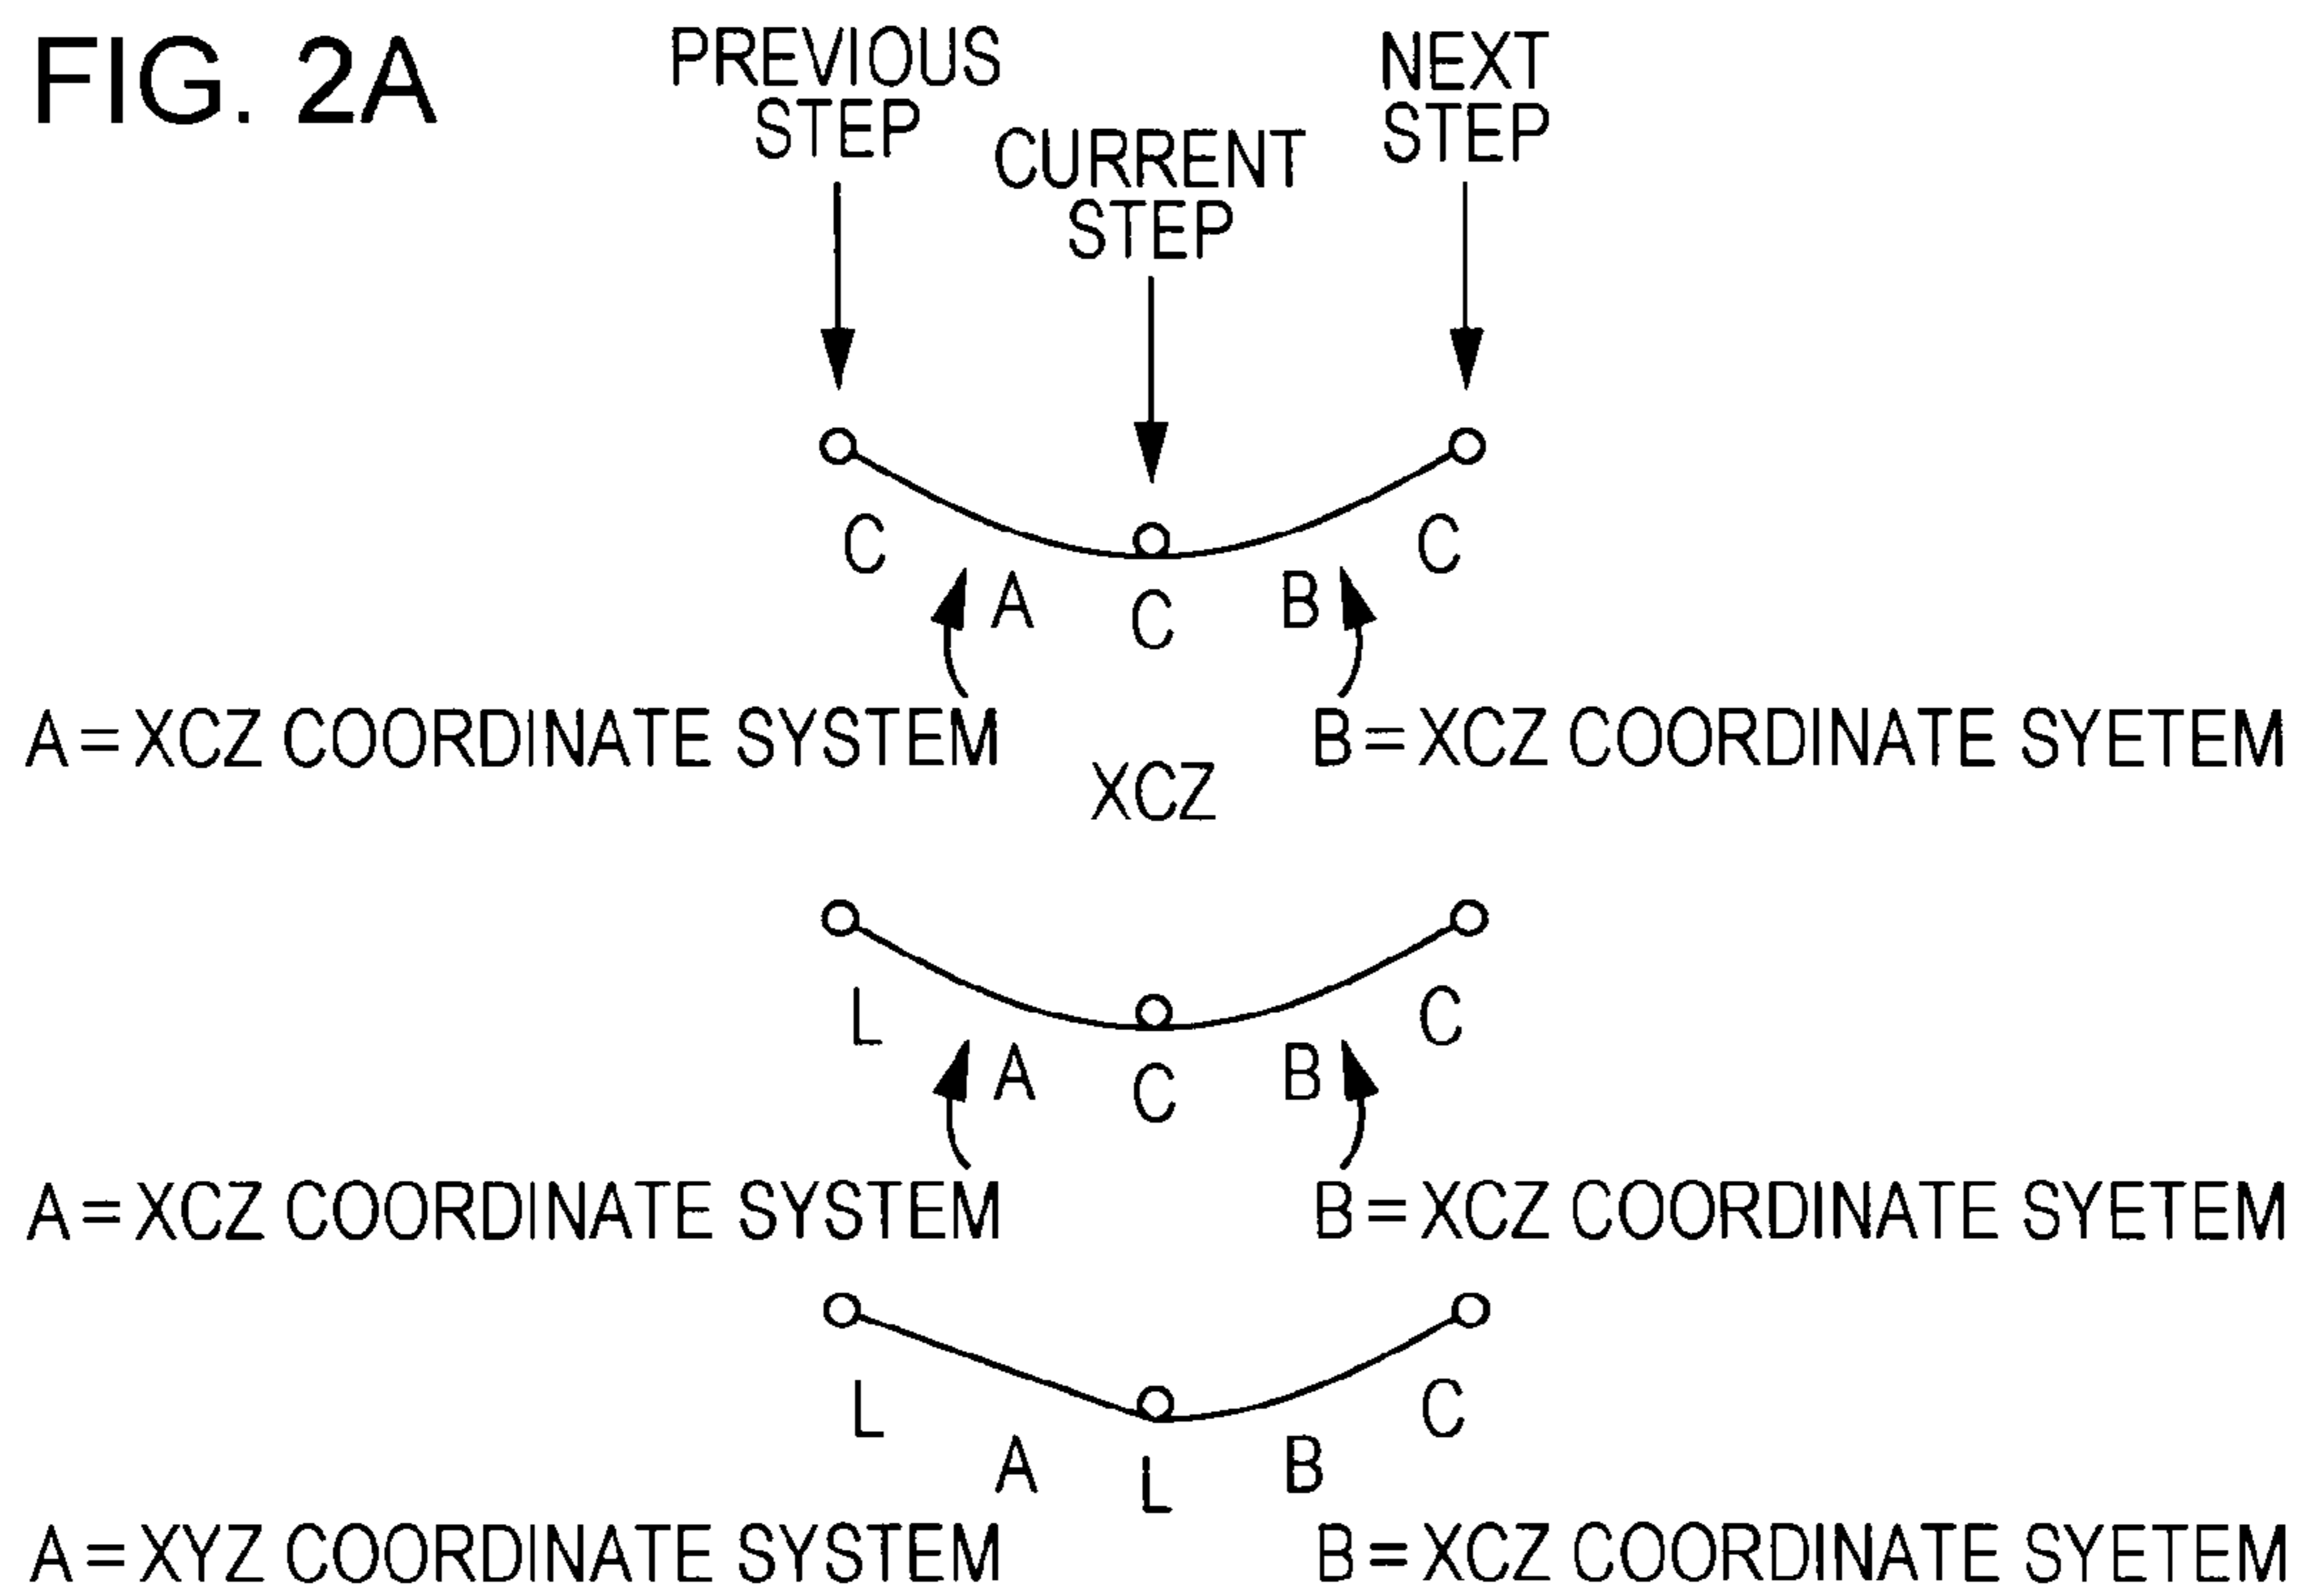 FIG. 2A
PREVIOUS
STEP
CURRENT
STEP
NEXT
STEP
C
C
A
B
C
A=XCZ COORDINATE SYSTEM
B=XCZ COORDINATE SYETEM
XCZ
L
C
A
B
C
A=XCZ COORDINATE SYSTEM
B=XCZ COORDINATE SYETEM
L
C
A
B
L
A=XYZ COORDINATE SYSTEM
B=XCZ COORDINATE SYETEM